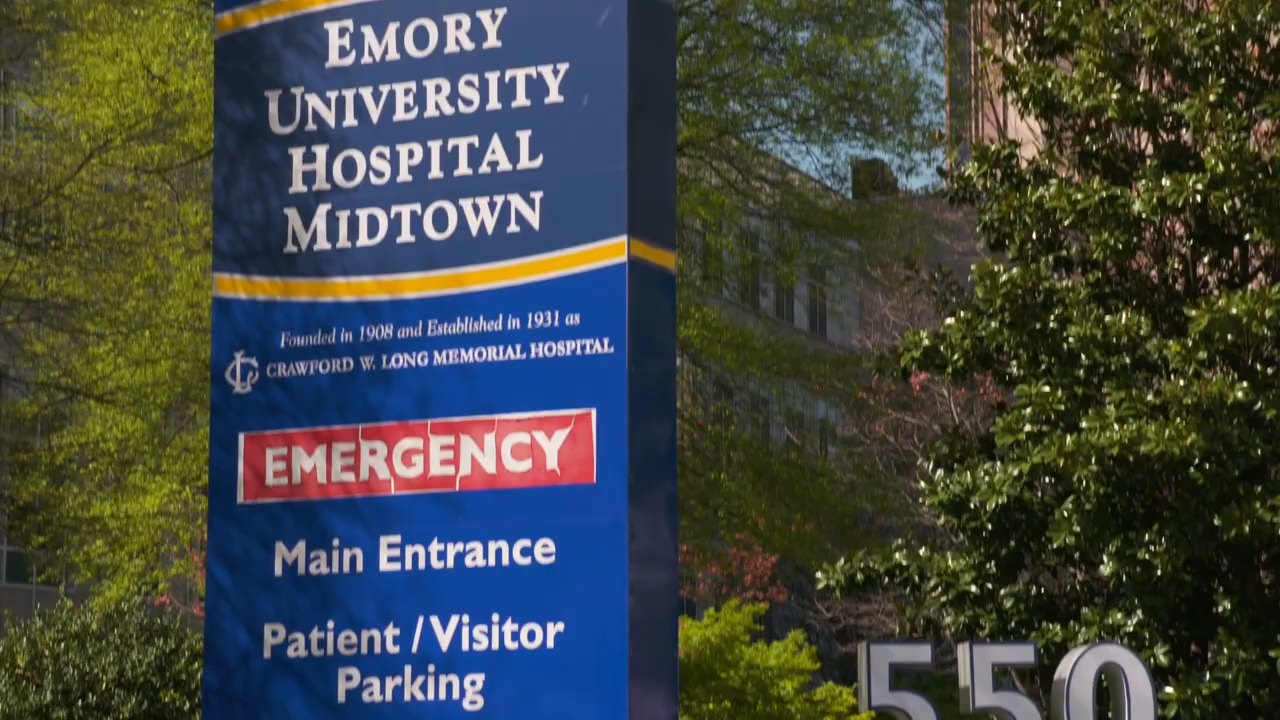 EMORY
UNIVERSITY
HOSPITAL
MIDTOWN
Founded in 1908 and Established in 1931 as
CRAWFORD W. LONG MEMORIAL HOSPITAL
EMERGENCY
Main Entrance
Patient / Visitor
Parking
550